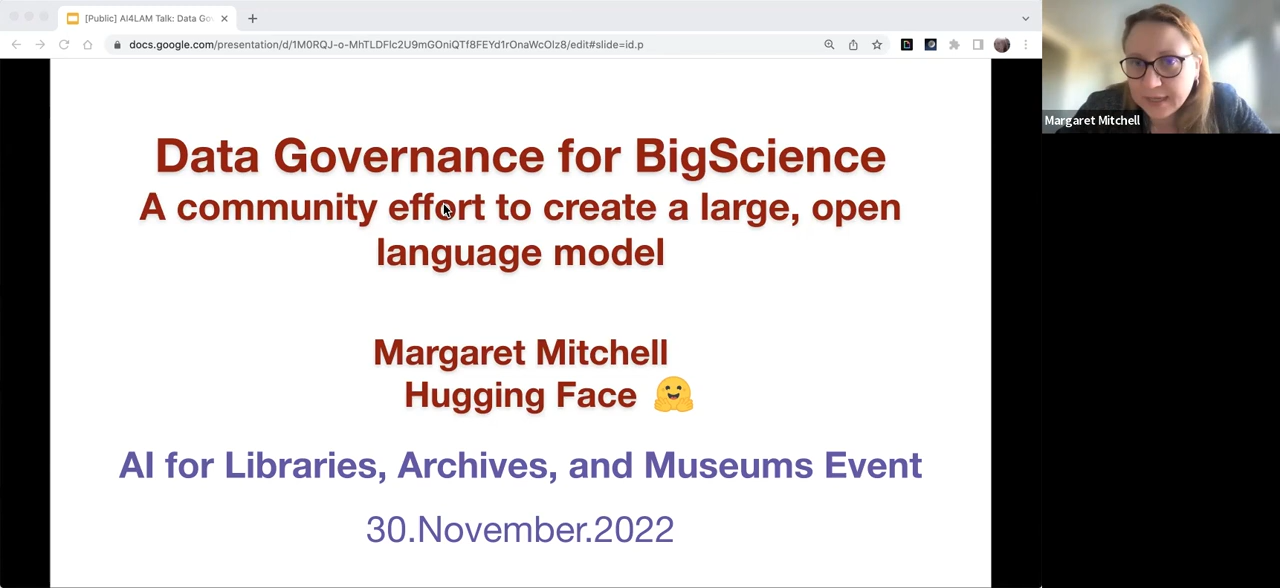 [Public] AI4LAM Talk: Data Go
docs.google.com/presentation/d/1M0RQJ-o-MhTLDFlc2U9mGOniQTf8FEYd1rOnaWcOlz8/edit#slide=id.p
Data Governance for BigScience
A community effort to create a large, open
language model
Margaret Mitchell
Hugging Face 🤗
AI for Libraries, Archives, and Museums Event
30.November.2022
Margaret Mitchell